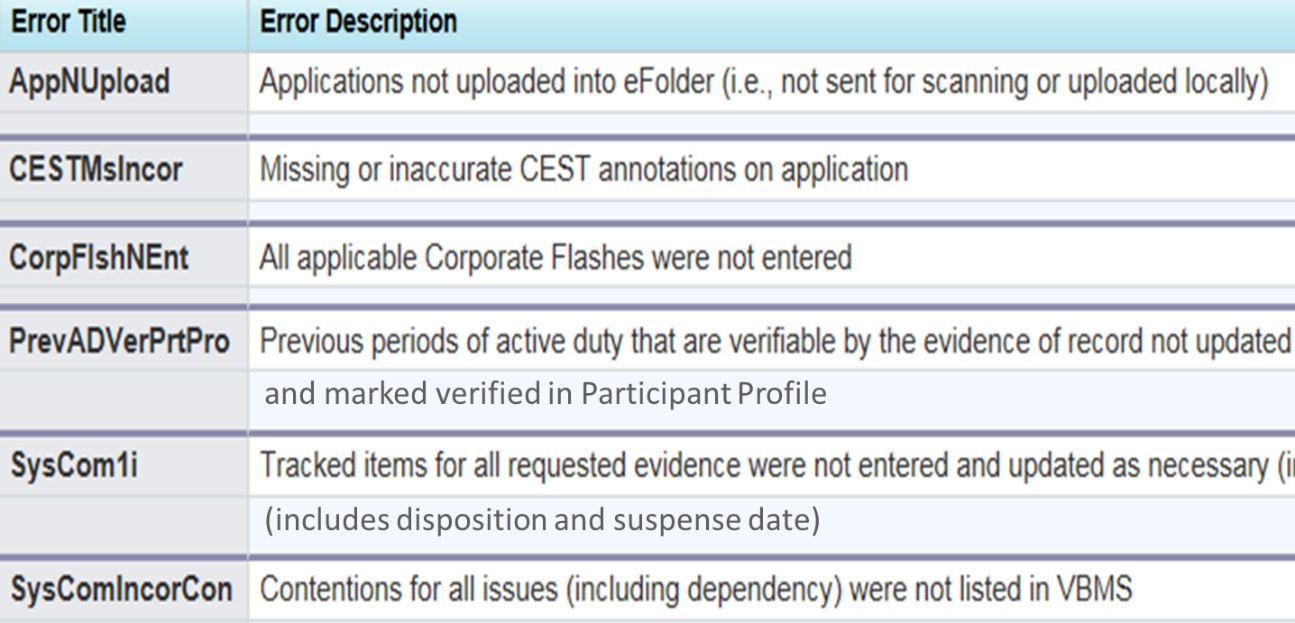 Error Title Error Description
AppNUpload Applications not uploaded into eFolder (i.e., not sent for scanning or uploaded locally)
CESTMsIncor Missing or inaccurate CEST annotations on application
CorpFlshNEnt All applicable Corporate Flashes were not entered
PrevADVerPrtPro Previous periods of active duty that are verifiable by the evidence of record not updated
and marked verified in Participant Profile
SysCom1i Tracked items for all requested evidence were not entered and updated as necessary (i
(includes disposition and suspense date)
SysComIncorCon Contentions for all issues (including dependency) were not listed in VBMS